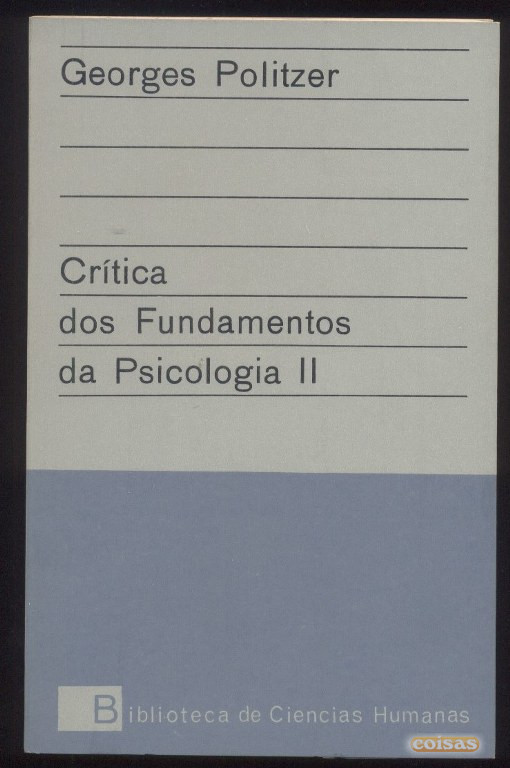 Georges Politzer
Crítica
dos Fundamentos
da Psicologia II
Biblioteca de Ciencias Humanas
coisas